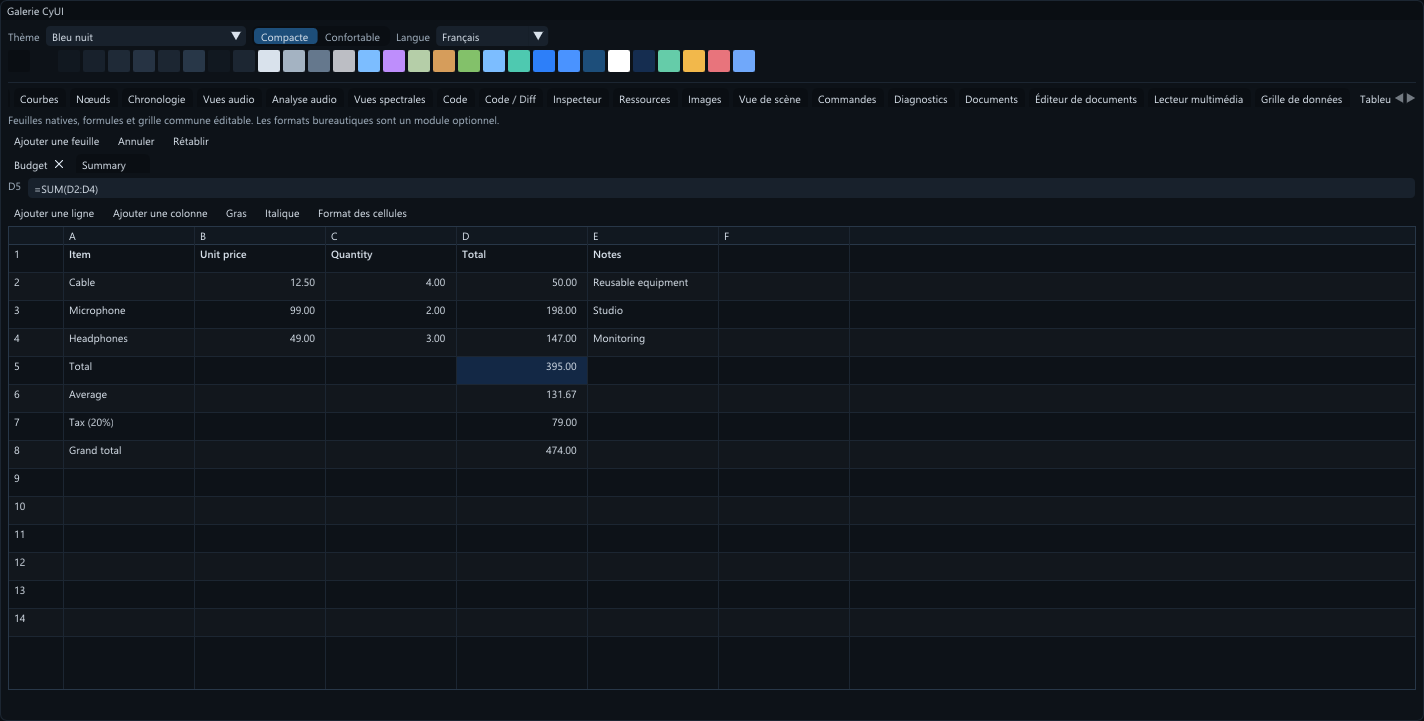 Galerie CyUI
Thème Bleu nuit Compacte Confortable Langue Français
Courbes Nœuds Chronologie Vues audio Analyse audio Vues spectrales Code Code / Diff Inspecteur Ressources Images Vue de scène Commandes Diagnostics Documents Éditeur de documents Lecteur multimédia Grille de données Tableu
Feuilles natives, formules et grille commune éditable. Les formats bureautiques sont un module optionnel.
Ajouter une feuille Annuler Rétablir
Budget Summary
D5 =SUM(D2:D4)
Ajouter une ligne Ajouter une colonne Gras Italique Format des cellules
A B C D E F
1 Item Unit price Quantity Total Notes
2 Cable 12.50 4.00 50.00 Reusable equipment
3 Microphone 99.00 2.00 198.00 Studio
4 Headphones 49.00 3.00 147.00 Monitoring
5 Total 395.00
6 Average 131.67
7 Tax (20%) 79.00
8 Grand total 474.00
9
10
11
12
13
14